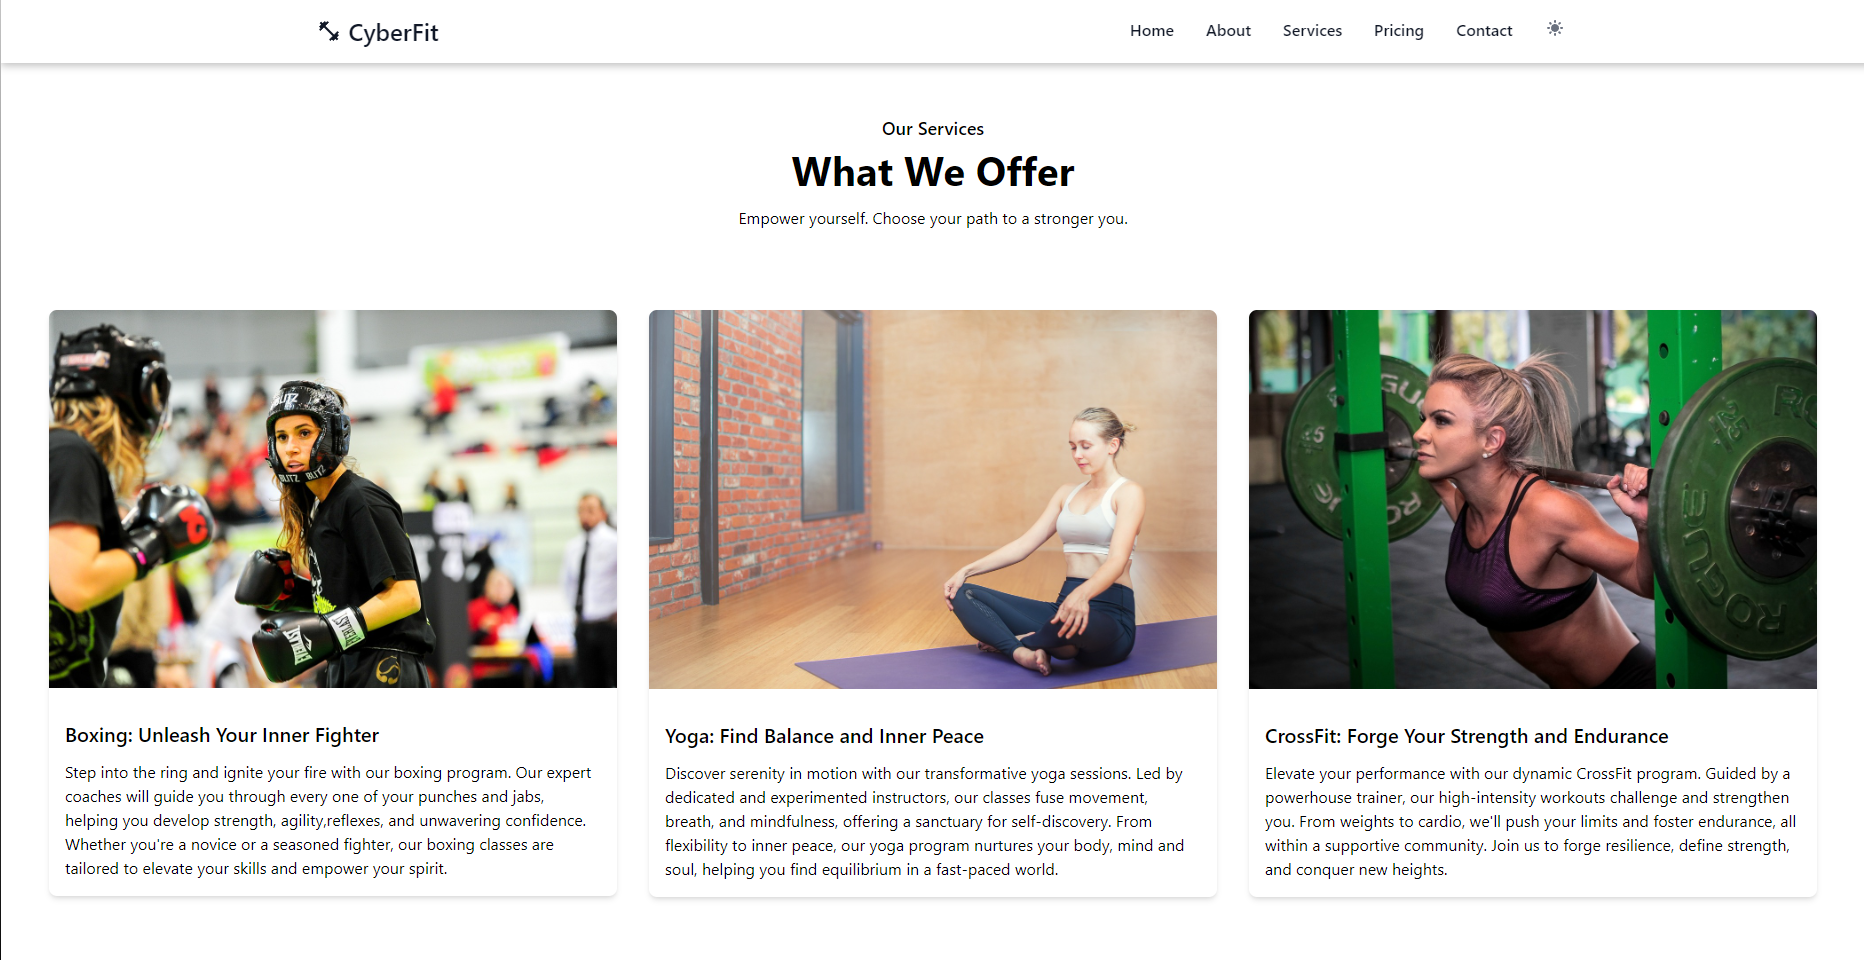 CyberFit
Home About Services Pricing Contact
Our Services
What We Offer
Empower yourself. Choose your path to a stronger you.
BLITZ
BLITZ
BLITZ
EVERLAST
ROGUE
45
ROGUE
Boxing: Unleash Your Inner Fighter
Step into the ring and ignite your fire with our boxing program. Our expert
coaches will guide you through every one of your punches and jabs,
helping you develop strength, agility,reflexes, and unwavering confidence.
Whether you're a novice or a seasoned fighter, our boxing classes are
tailored to elevate your skills and empower your spirit.
Yoga: Find Balance and Inner Peace
Discover serenity in motion with our transformative yoga sessions. Led by
dedicated and experimented instructors, our classes fuse movement,
breath, and mindfulness, offering a sanctuary for self-discovery. From
flexibility to inner peace, our yoga program nurtures your body, mind and
soul, helping you find equilibrium in a fast-paced world.
CrossFit: Forge Your Strength and Endurance
Elevate your performance with our dynamic CrossFit program. Guided by a
powerhouse trainer, our high-intensity workouts challenge and strengthen
you. From weights to cardio, we'll push your limits and foster endurance, all
within a supportive community. Join us to forge resilience, define strength,
and conquer new heights.